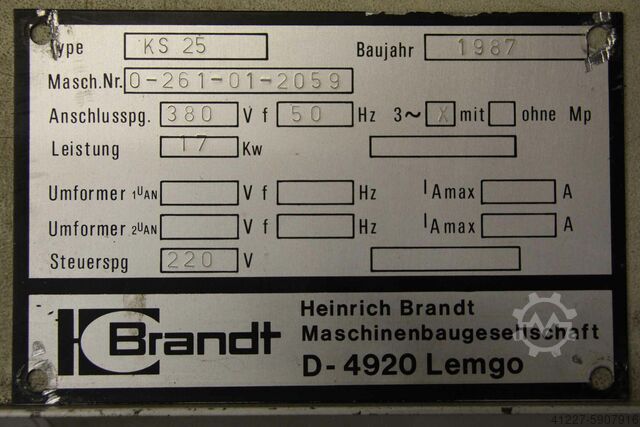 Type KS 25 Baujahr 1987
Masch.Nr. 0-261-01-2059
Anschlusspg. 380 V f 50 Hz 3~ X mit ohne Mp
Leistung 17 Kw
Umformer 1UAN V f Hz IAmax A
Umformer 2UAN V f Hz IAmax A
Steuerspg 220 V
Brandt
Heinrich Brandt
Maschinenbaugesellschaft
D-4920 Lemgo
41227-5907916